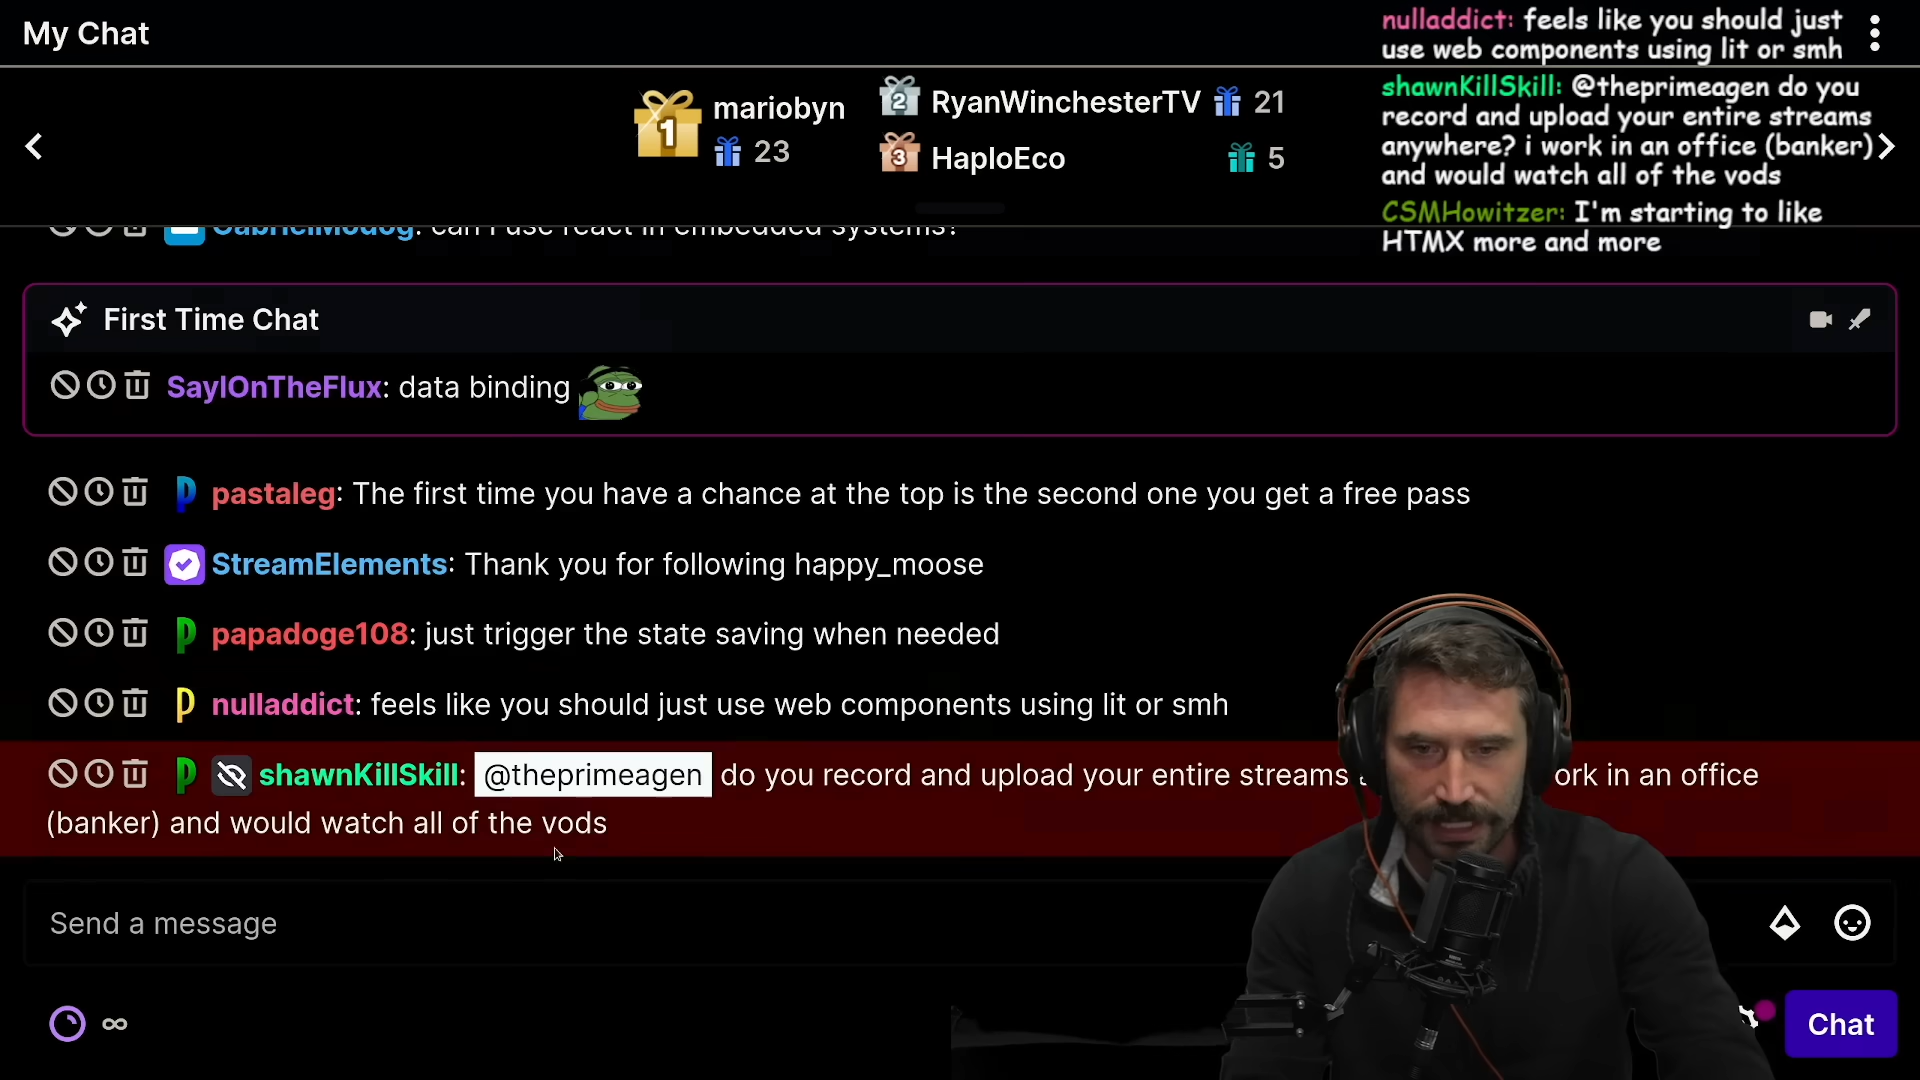 My Chat
1
mariobyn
23
2
RyanWinchesterTV
21
3
HaploEco
5
nulladdict: feels like you should just
use web components using lit or smh
shawnKillSkill: @theprimeagen do you
record and upload your entire streams
anywhere? i work in an office (banker)
and would watch all of the vods
CSMHowitzer: I'm starting to like
HTMX more and more
can I use react in embedded systems?
First Time Chat
SaylOnTheFlux: data binding
pastaleg: The first time you have a chance at the top is the second one you get a free pass
StreamElements: Thank you for following happy_moose
papadoge108: just trigger the state saving when needed
nulladdict: feels like you should just use web components using lit or smh
shawnKillSkill: @theprimeagen do you record and upload your entire streams ork in an office
(banker) and would watch all of the vods
Send a message
∞
Chat